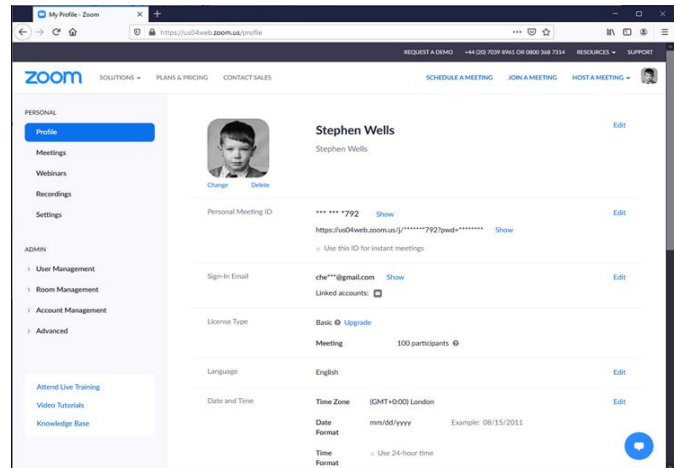 My Profile - Zoom
https://us04web.zoom.us/profile
REQUEST A DEMO +44 (20) 7039 8961 OR 0800 368 7314 RESOURCES SUPPORT
zoom SOLUTIONS PLANS & PRICING CONTACT SALES SCHEDULE A MEETING JOIN A MEETING HOST A MEETING
PERSONAL
Profile
Meetings
Webinars
Recordings
Settings
ADMIN
User Management
Room Management
Account Management
Advanced
Attend Live Training
Video Tutorials
Knowledge Base
Change Delete
Stephen Wells Edit
Stephen Wells
Personal Meeting ID *** *** *792 Show Edit
https://us04web.zoom.us/j/*******792?pwd=******** Show
× Use this ID for instant meetings
Sign-In Email che***@gmail.com Show Edit
Linked accounts:
License Type Basic Upgrade
Meeting 100 participants
Language English Edit
Date and Time Time Zone (GMT+0:00) London Edit
Date Format mm/dd/yyyy Example: 08/15/2011
Time Format × Use 24-hour time